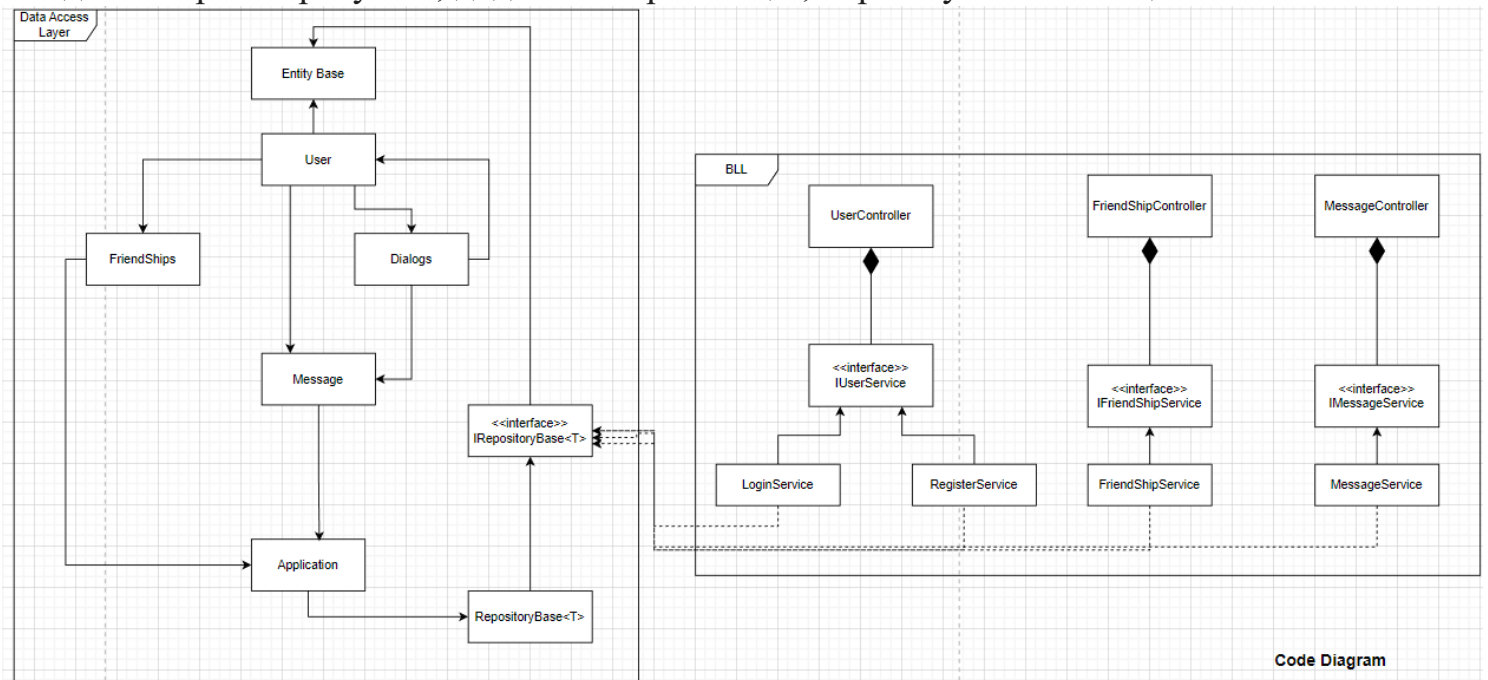 Data Access
Layer
Entity Base
User
FriendShips
Dialogs
Message
<<interface>>
IRepositoryBase<T>
Application
RepositoryBase<T>
BLL
UserController
FriendShipController
MessageController
<<interface>>
IUserService
<<interface>>
IFriendShipService
<<interface>>
IMessageService
LoginService
RegisterService
FriendShipService
MessageService
Code Diagram